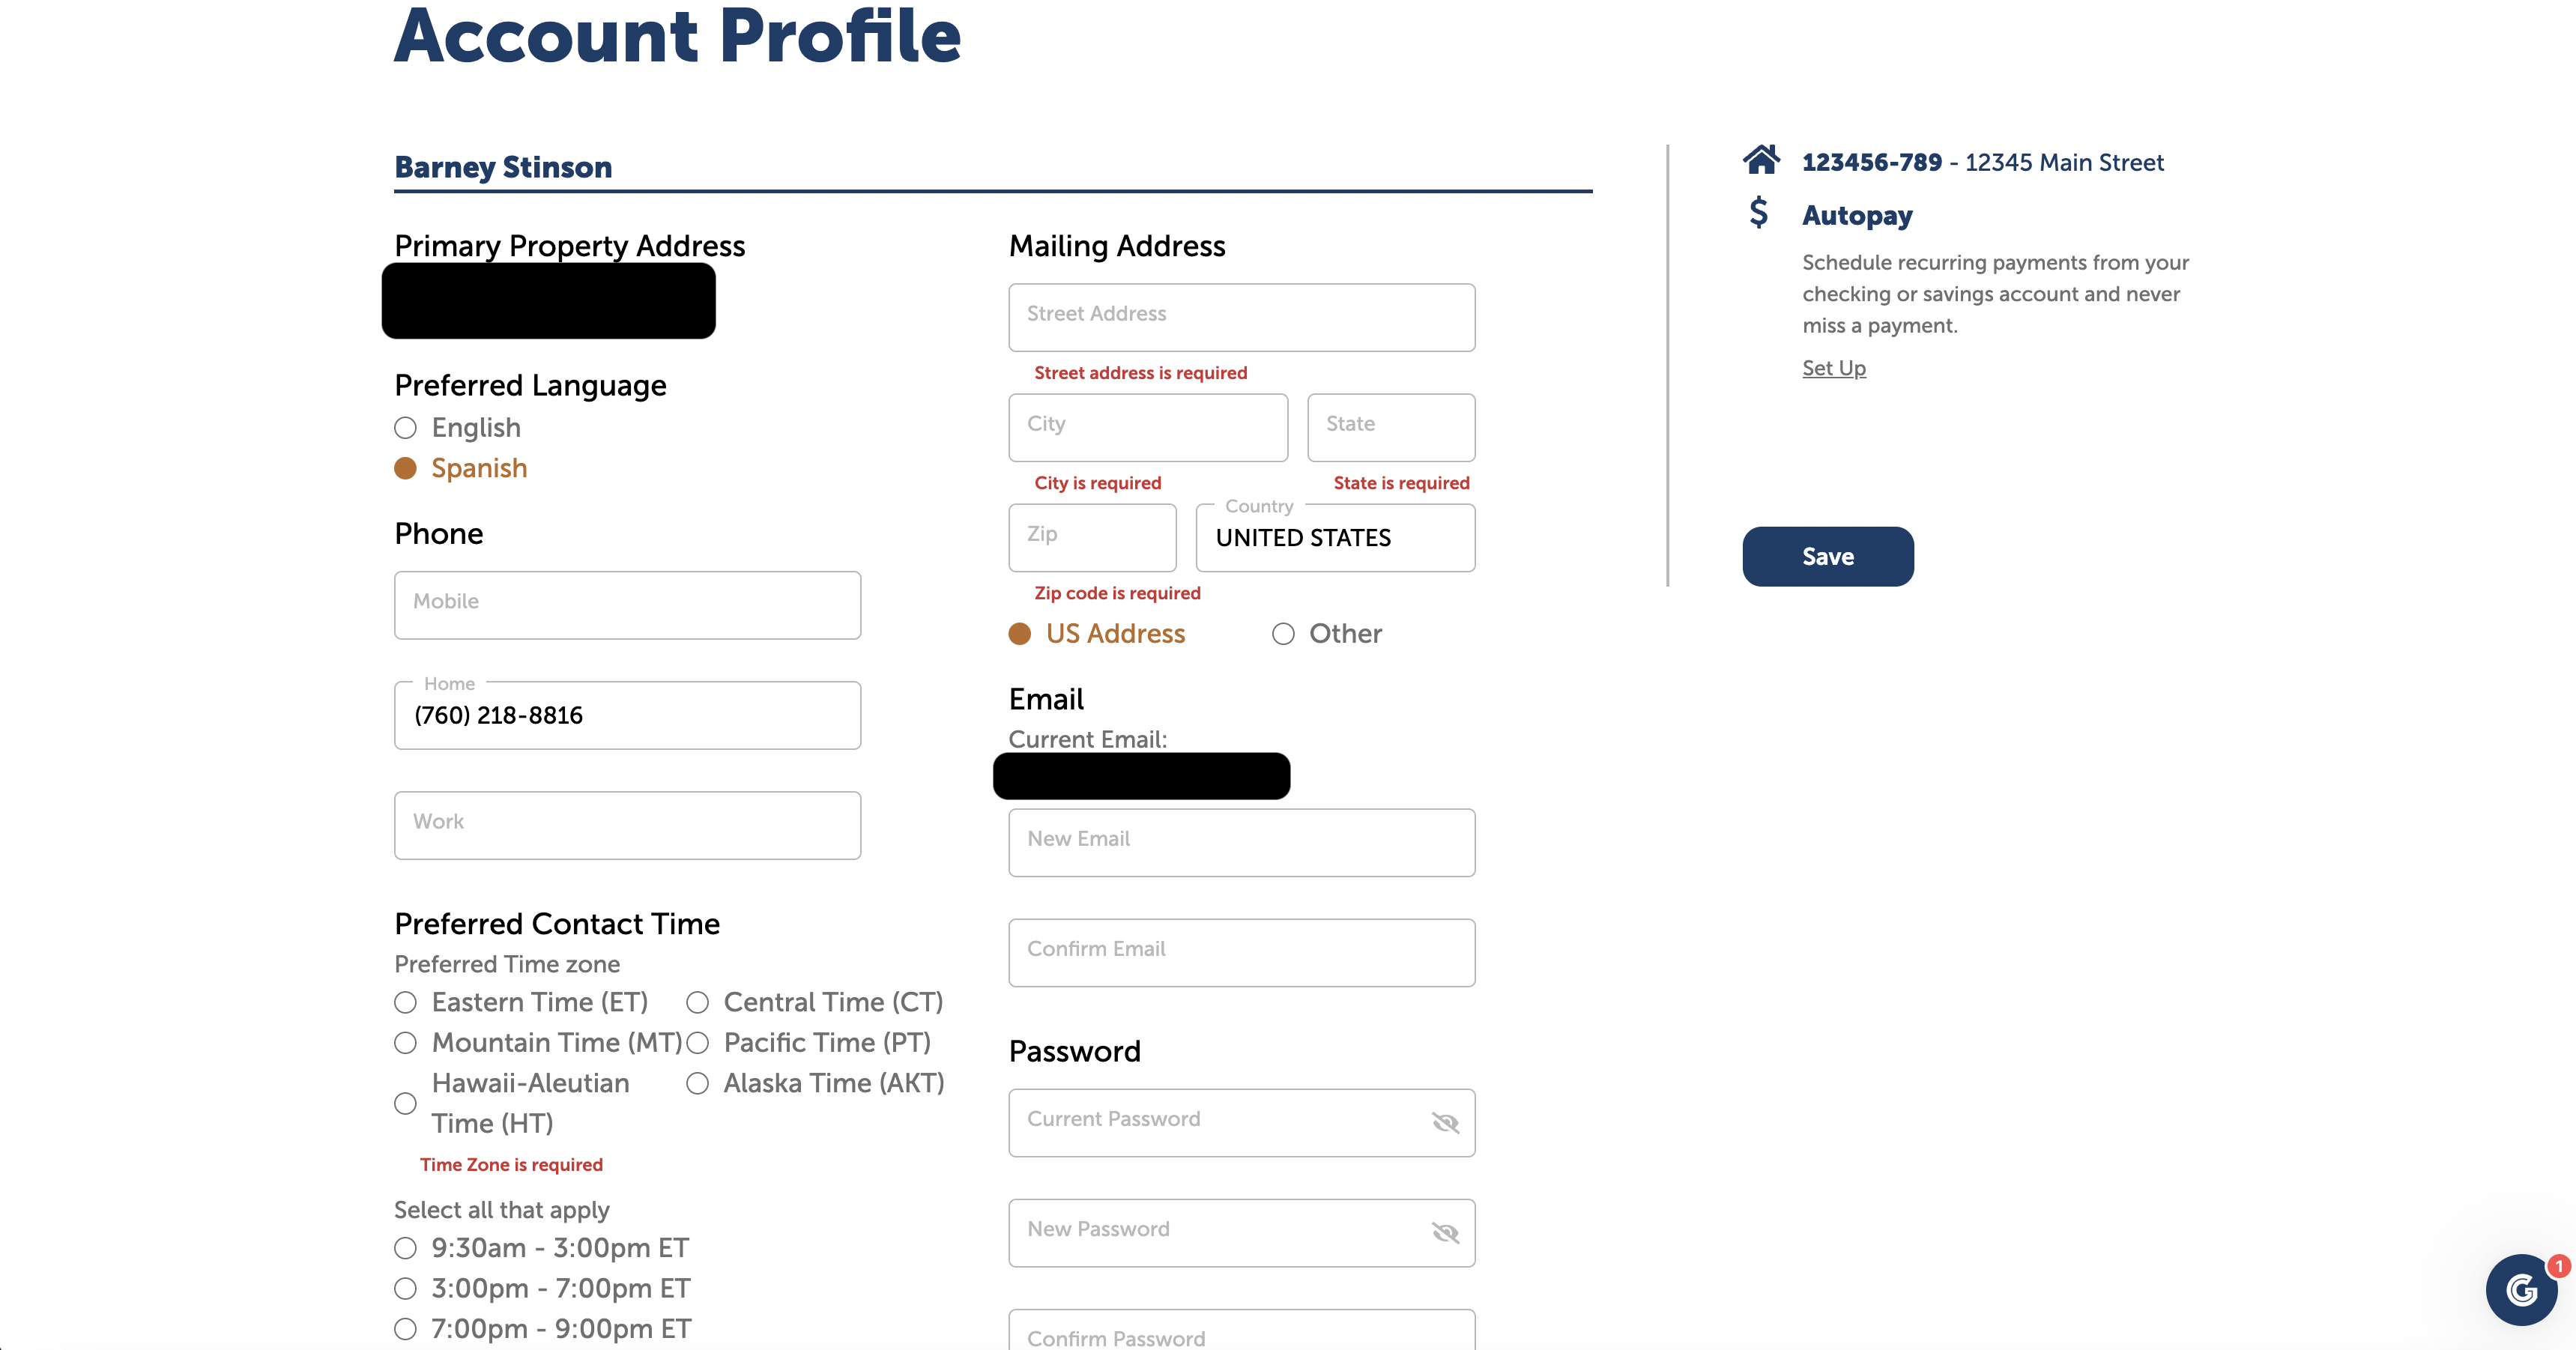 Account Profile
Barney Stinson
Primary Property Address
Preferred Language
English
Spanish
Phone
Mobile
Home
(760) 218-8816
Work
Preferred Contact Time
Preferred Time zone
Eastern Time (ET)
Central Time (CT)
Mountain Time (MT)
Pacific Time (PT)
Hawaii-Aleutian
Time (HT)
Alaska Time (AKT)
Time Zone is required
Select all that apply
9:30am - 3:00pm ET
3:00pm - 7:00pm ET
7:00pm - 9:00pm ET
Mailing Address
Street Address
Street address is required
City
State
City is required
State is required
Zip
Country
UNITED STATES
Zip code is required
US Address
Other
Email
Current Email:
New Email
Confirm Email
Password
Current Password
New Password
Confirm Password
123456-789 - 12345 Main Street
$
Autopay
Schedule recurring payments from your
checking or savings account and never
miss a payment.
Set Up
Save
G
1